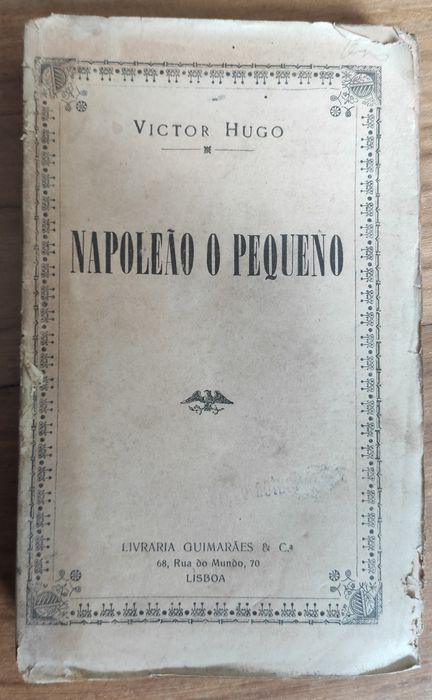 VICTOR HUGO
NAPOLEÃO O PEQUENO
LIVRARIA GUIMARÃES & C.ª
68, Rua do Mundo, 70
LISBOA